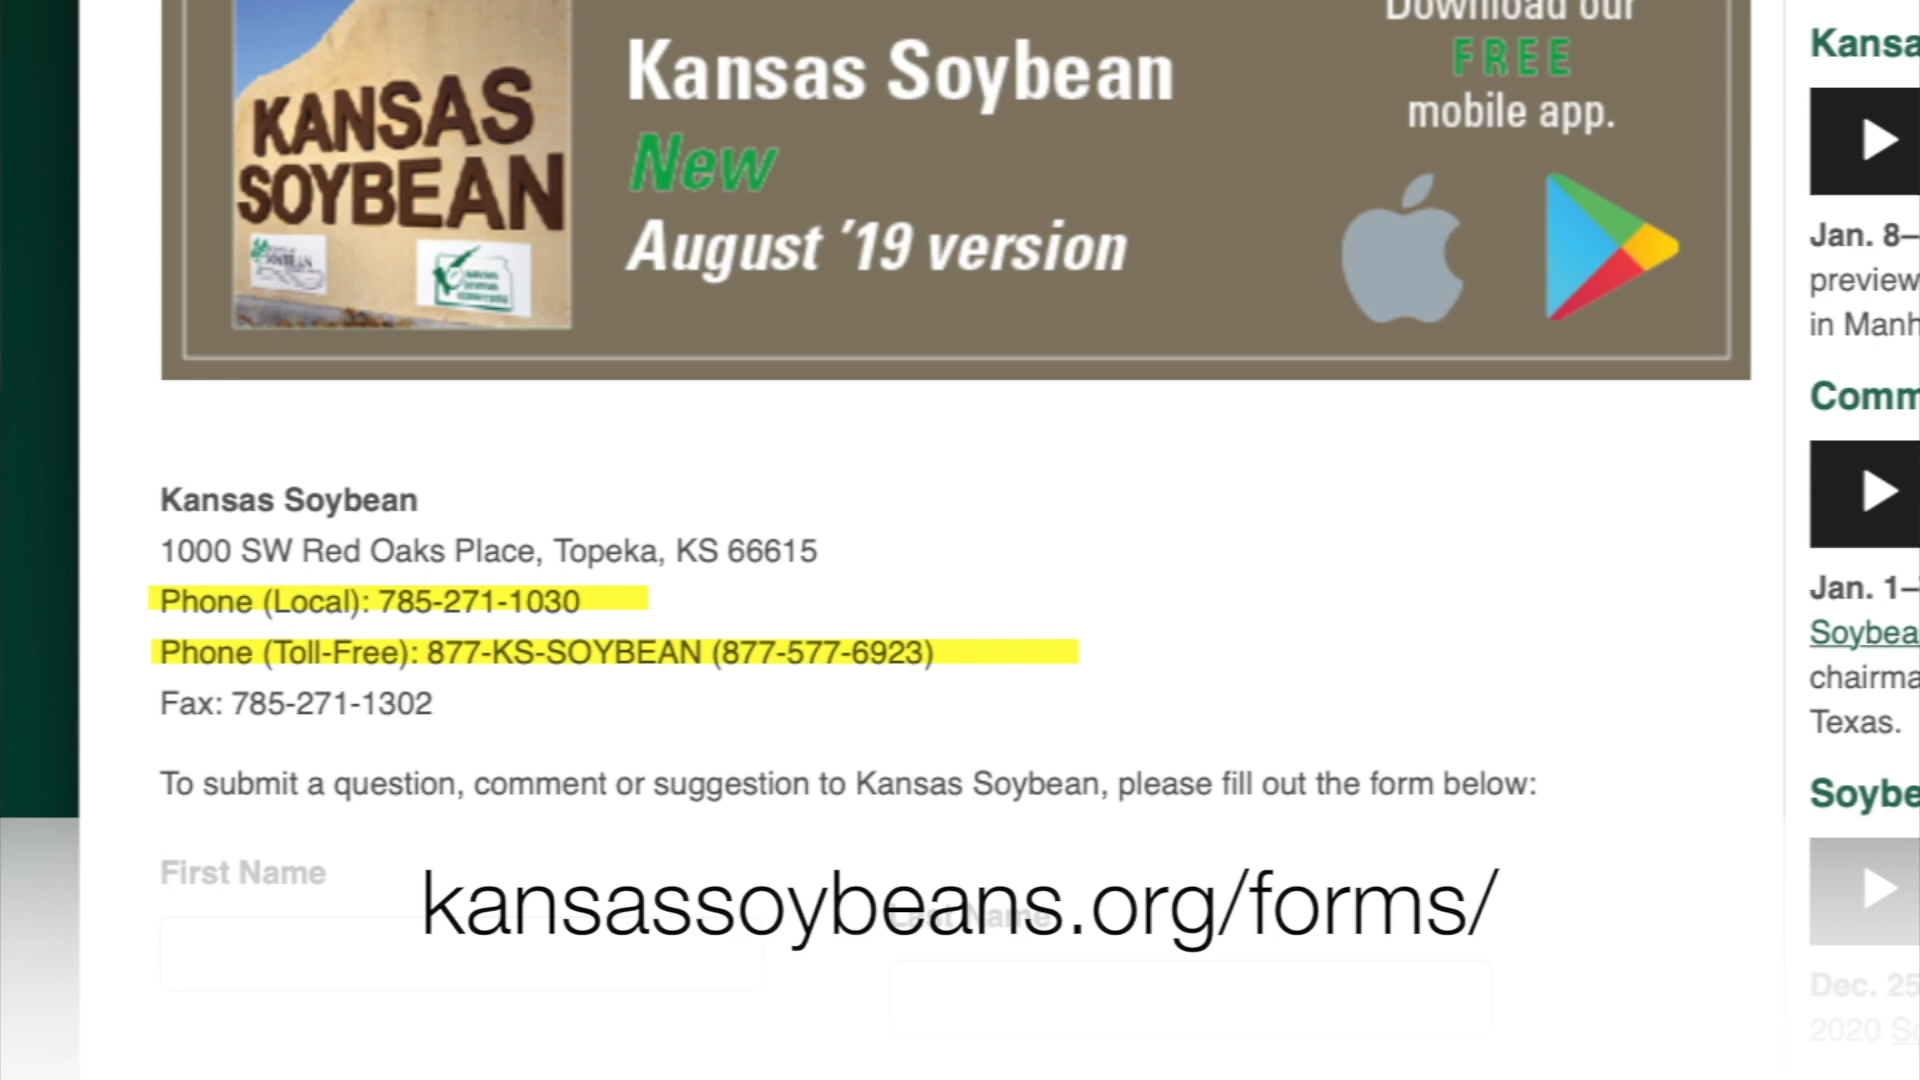 Download our
FREE
mobile app.
Kansas Soybean
New
August '19 version
KANSAS
SOYBEAN
Kansas Soybean
1000 SW Red Oaks Place, Topeka, KS 66615
Phone (Local): 785-271-1030
Phone (Toll-Free): 877-KS-SOYBEAN (877-577-6923)
Fax: 785-271-1302
To submit a question, comment or suggestion to Kansas Soybean, please fill out the form below:
First Name
Last Name
kansassoybeans.org/forms/
Kansa
Jan. 8–
preview
in Manh
Comm
Jan. 1–
Soybea
chairma
Texas.
Soybe
Dec. 25
2020 So